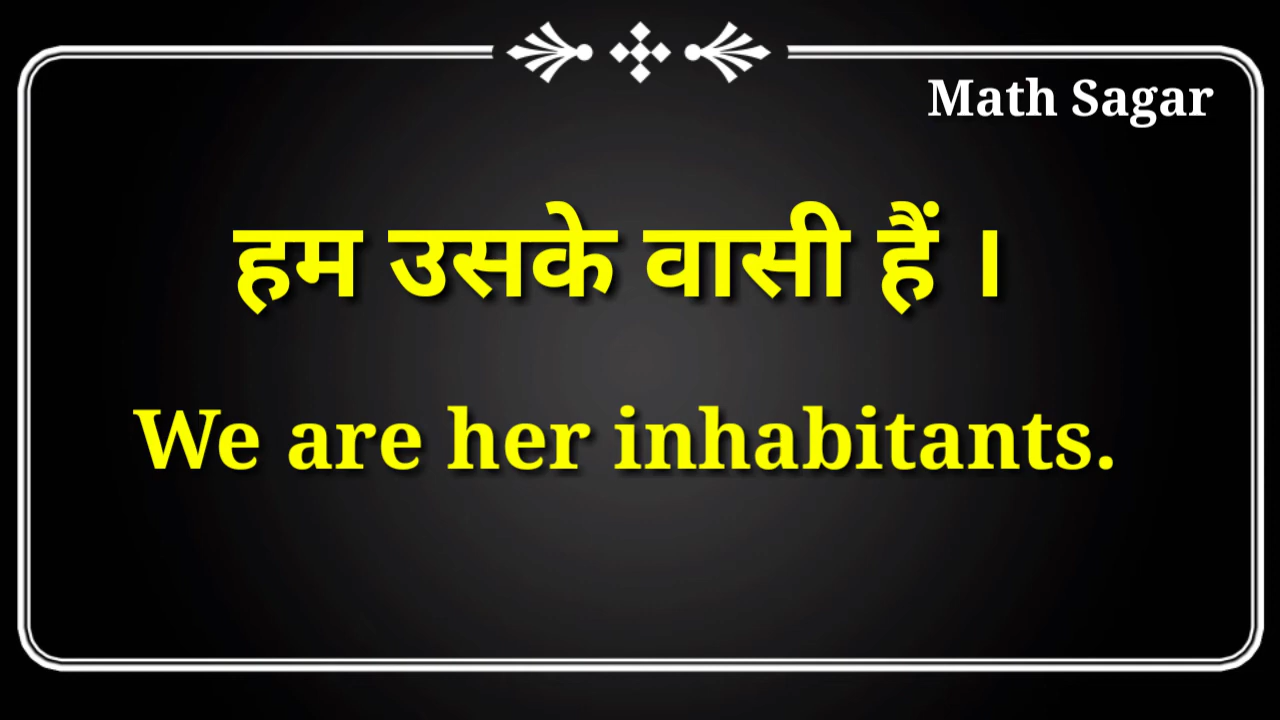 Math Sagar
हम उसके वासी हैं ।
We are her inhabitants.